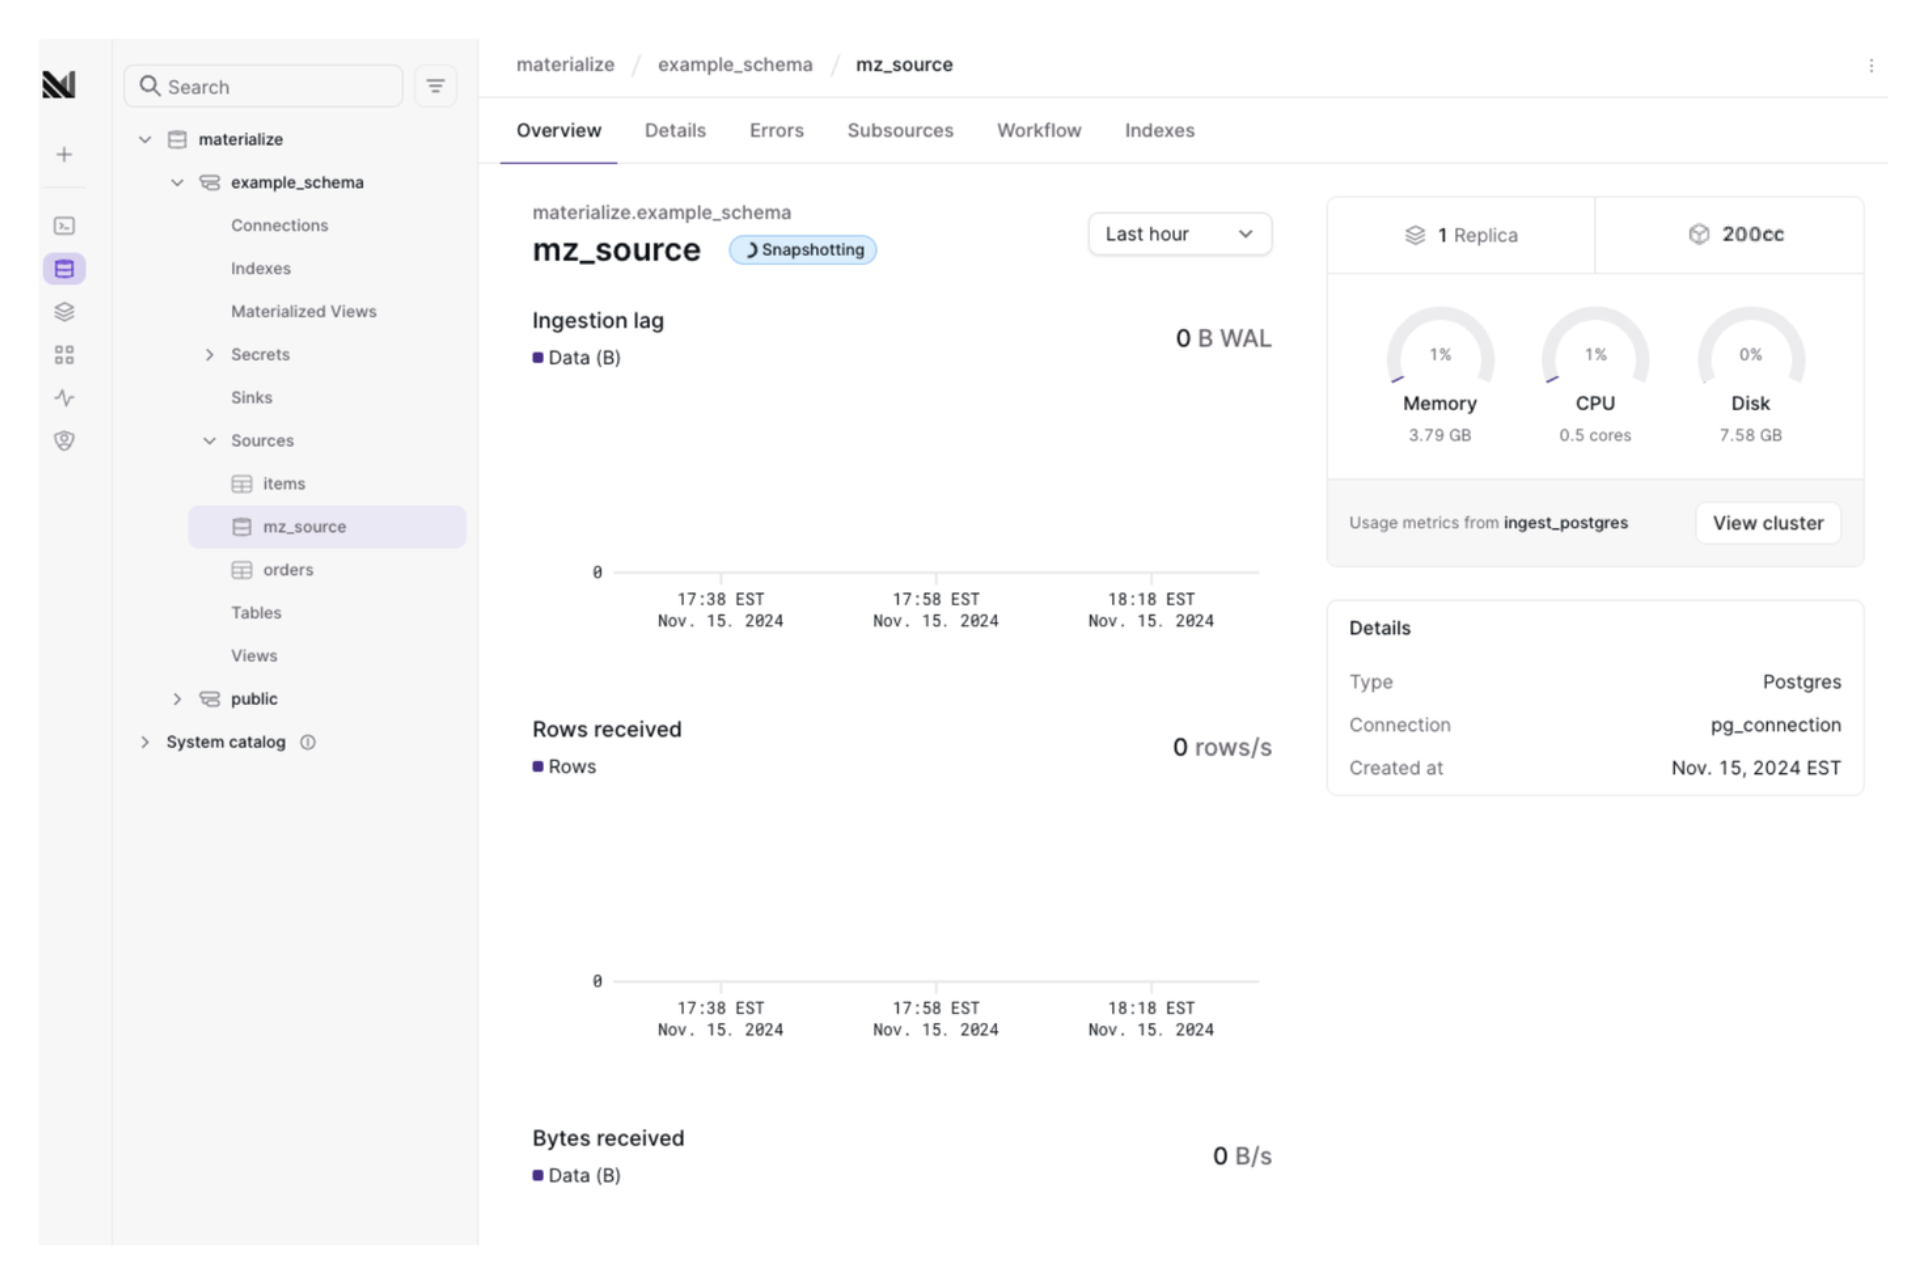 Search
materialize
example_schema
Connections
Indexes
Materialized Views
Secrets
Sinks
Sources
items
mz_source
orders
Tables
Views
public
System catalog
materialize / example_schema / mz_source
Overview Details Errors Subsources Workflow Indexes
materialize.example_schema
mz_source Snapshotting
Last hour
Ingestion lag
Data (B)
0 B WAL
0
17:38 EST 17:58 EST 18:18 EST
Nov. 15. 2024 Nov. 15. 2024 Nov. 15. 2024
Rows received
Rows
0 rows/s
0
17:38 EST 17:58 EST 18:18 EST
Nov. 15. 2024 Nov. 15. 2024 Nov. 15. 2024
Bytes received
Data (B)
0 B/s
1 Replica 200cc
1% 1% 0%
Memory CPU Disk
3.79 GB 0.5 cores 7.58 GB
Usage metrics from ingest_postgres View cluster
Details
Type Postgres
Connection pg_connection
Created at Nov. 15, 2024 EST